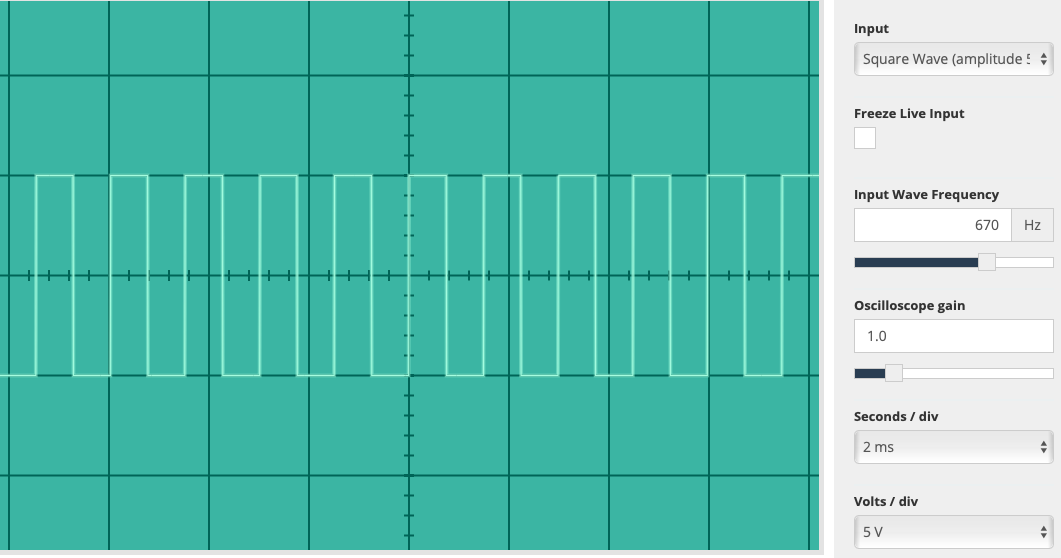 Input
Square Wave (amplitude 5
Freeze Live Input
Input Wave Frequency
670 Hz
Oscilloscope gain
1.0
Seconds / div
2 ms
Volts / div
5 V